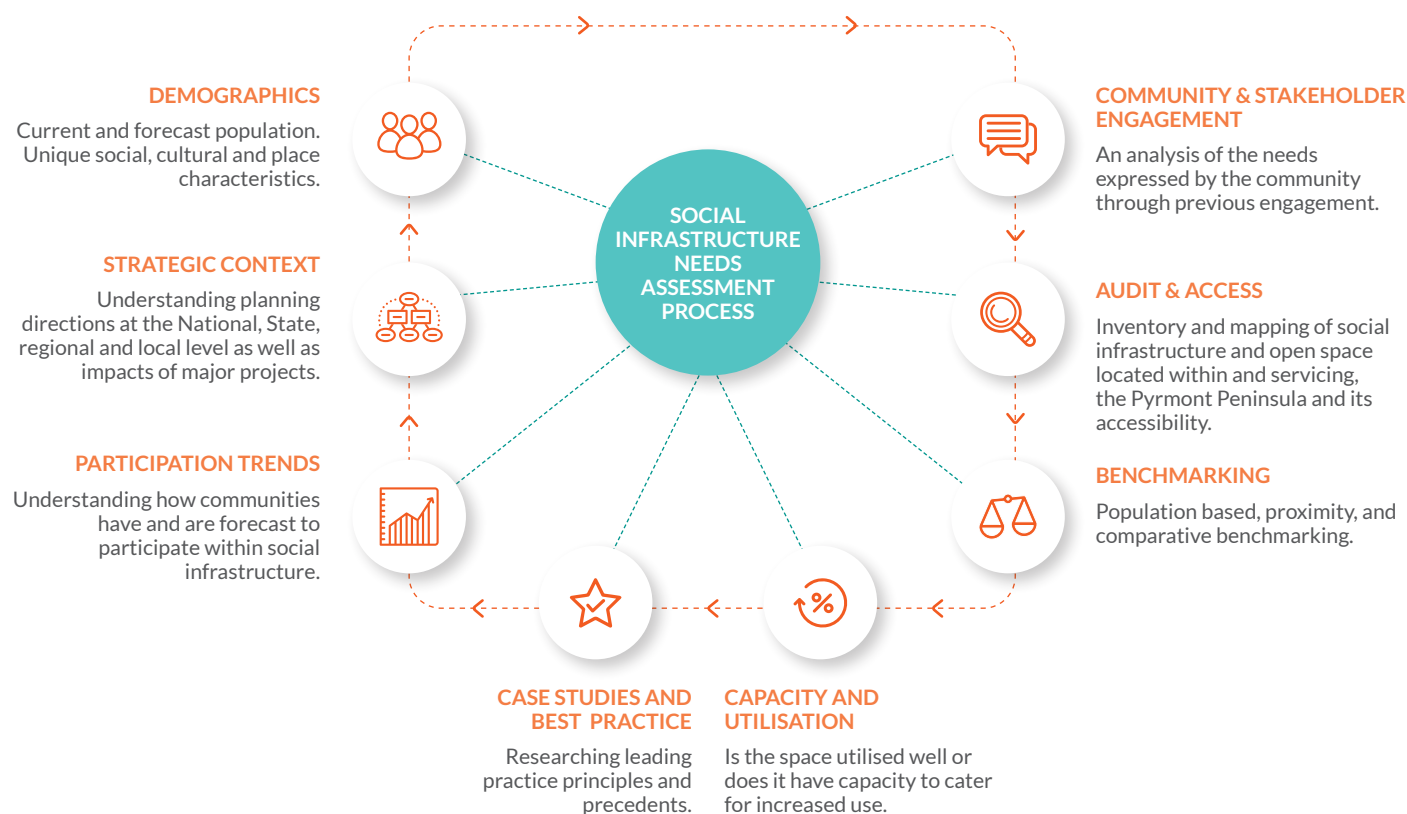 DEMOGRAPHICS
Current and forecast population.
Unique social, cultural and place
characteristics.
STRATEGIC CONTEXT
Understanding planning
directions at the National, State,
regional and local level as well as
impacts of major projects.
PARTICIPATION TRENDS
Understanding how communities
have and are forecast to
participate within social
infrastructure.
SOCIAL
INFRASTRUCTURE
NEEDS
ASSESSMENT
PROCESS
COMMUNITY & STAKEHOLDER
ENGAGEMENT
An analysis of the needs
expressed by the community
through previous engagement.
AUDIT & ACCESS
Inventory and mapping of social
infrastructure and open space
located within and servicing,
the Pyrmont Peninsula and its
accessibility.
BENCHMARKING
Population based, proximity, and
comparative benchmarking.
%
CASE STUDIES AND
BEST PRACTICE
Researching leading
practice principles and
precedents.
CAPACITY AND
UTILISATION
Is the space utilised well or
does it have capacity to cater
for increased use.